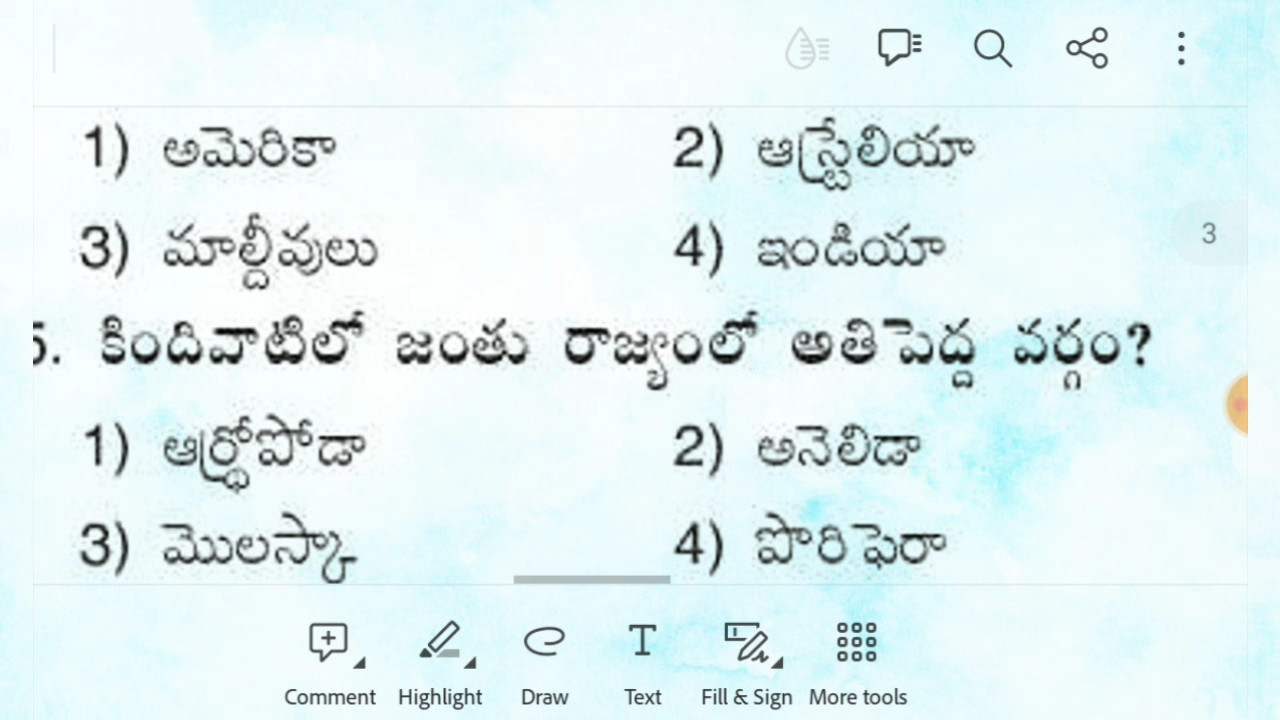 1) అమెరికా 2) ఆస్ట్రేలియా
3
3) మాల్దీవులు 4) ఇండియా
5. కిందివాటిలో జంతు రాజ్యంలో అతి పెద్ద వర్గం?
1) ఆర్థ్రోపోడా 2) అనెలిడా
3) మొలస్కా 4) పొరిఫెరా
Comment Highlight Draw Text Fill & Sign More tools